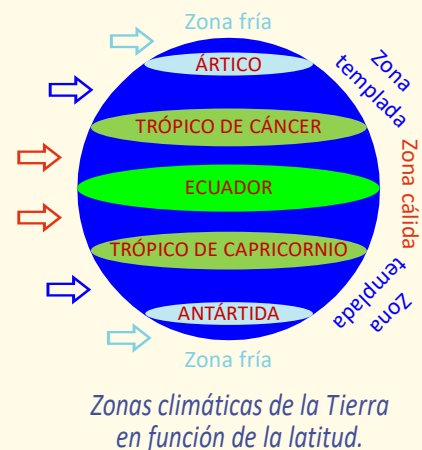 Zona fría
ÁRTICO
Zona
templada
TRÓPICO DE CÁNCER
Zona cálida
ECUADOR
TRÓPICO DE CAPRICORNIO
Zona
templada
ANTÁRTIDA
Zona fría
Zonas climáticas de la Tierra
en función de la latitud.